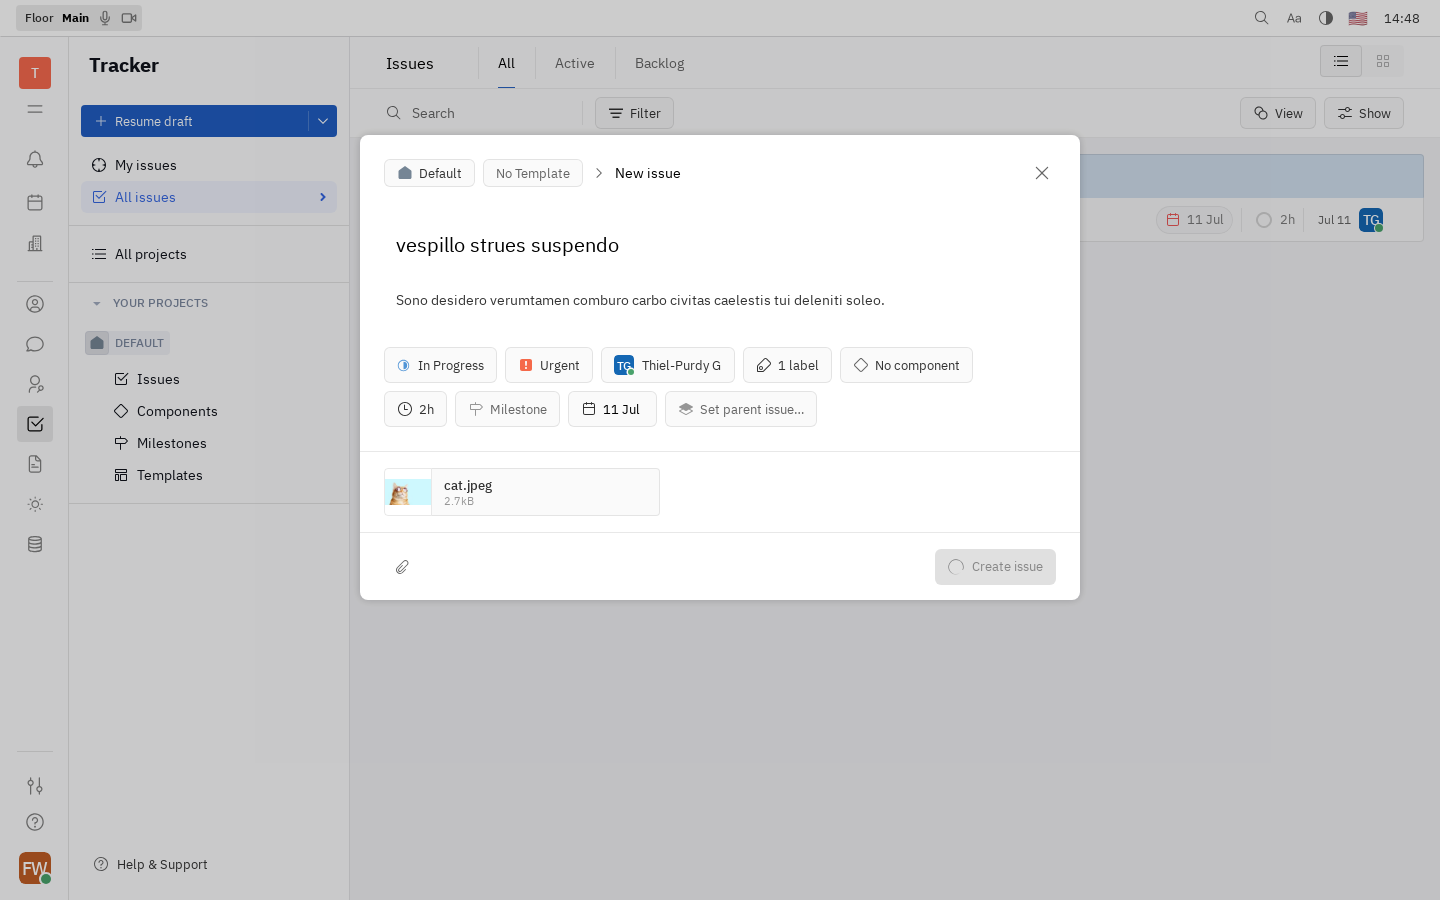 Floor Main
Aa
14:48
T
Tracker
Resume draft
My issues
All issues
All projects
YOUR PROJECTS
DEFAULT
Issues
Components
Milestones
Templates
Help & Support
FW
Issues
All
Active
Backlog
Search
Filter
View
Show
11 Jul
2h
Jul 11
TG
Default
No Template
New issue
vespillo strues suspendo
Sono desidero verumtamen comburo carbo civitas caelestis tui deleniti soleo.
In Progress
Urgent
TG Thiel-Purdy G
1 label
No component
2h
Milestone
11 Jul
Set parent issue...
cat.jpeg
2.7kB
Create issue